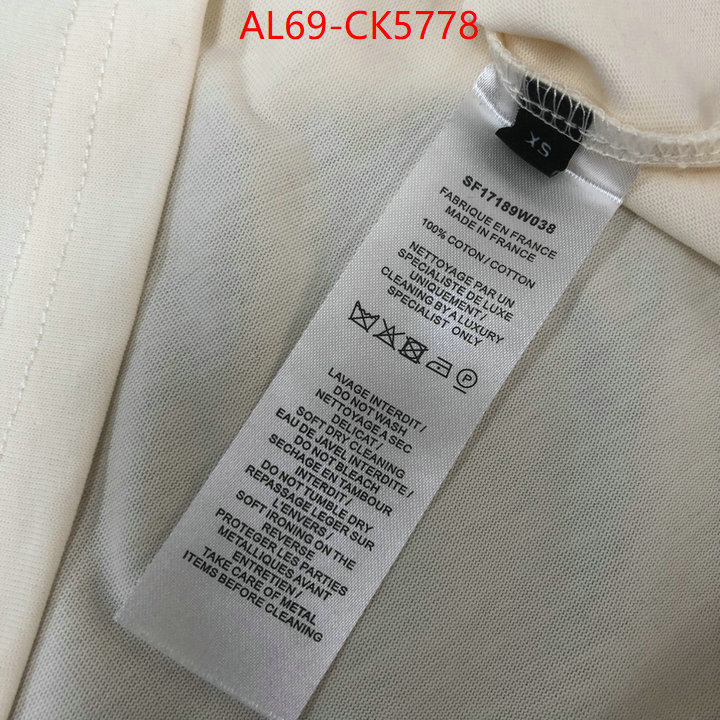 AL69-CK5778
XS
SF17189W038
FABRIQUE EN FRANCE
MADE IN FRANCE
100% COTON / COTTON
NETTOYAGE PAR UN
SPECIALISTE DE LUXE
UNIQUEMENT /
CLEANING BY A LUXURY
SPECIALIST ONLY
P
LAVAGE INTERDIT /
DO NOT WASH
NETTOYAGE A SEC
DELICAT /
SOFT DRY CLEANING
EAU DE JAVEL INTERDITE /
DO NOT BLEACH
SECHAGE EN TAMBOUR
INTERDIT /
DO NOT TUMBLE DRY
REPASSAGE LEGER SUR
L'ENVERS /
SOFT IRONING ON THE
REVERSE
PROTEGER LES PARTIES
METALLIQUES AVANT
ENTRETIEN /
TAKE CARE OF METAL
ITEMS BEFORE CLEANING